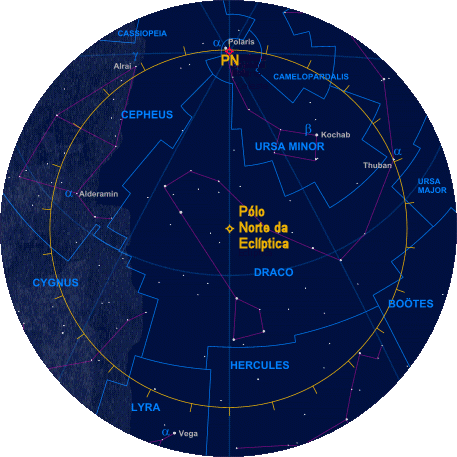 CASSIOPEIA
α Polaris
γ
Alrai
PN
CAMELOPARDALIS
CEPHEUS
β Kochab
URSA MINOR
α
Thuban
URSA
MAJOR
α Alderamin
Pólo
Norte da
Eclíptica
DRACO
CYGNUS
BOÖTES
HERCULES
LYRA
α Vega